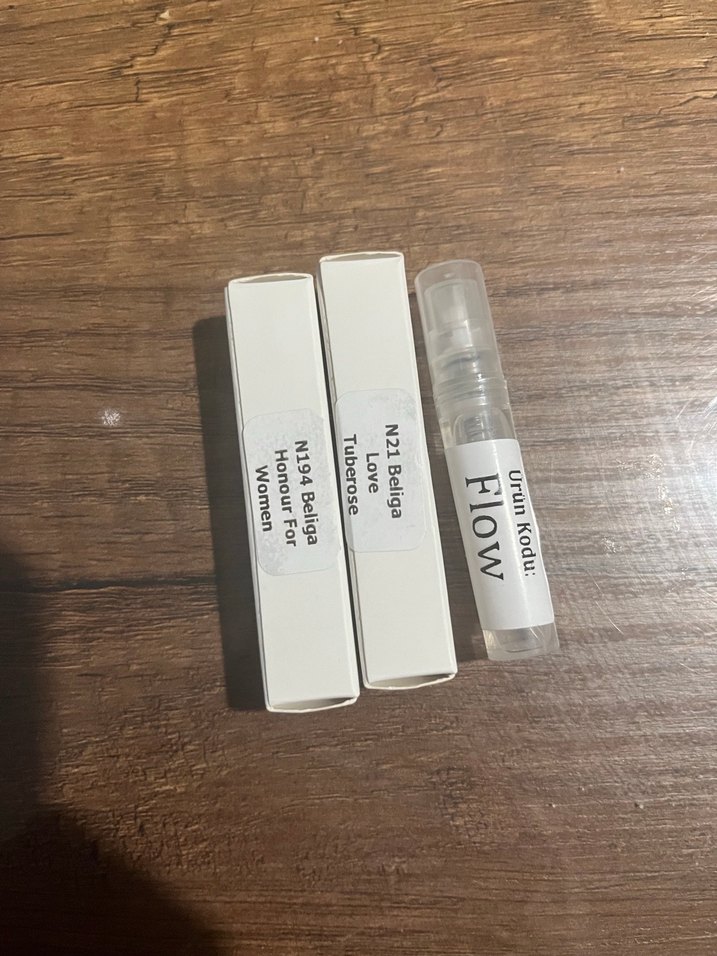 N194 Beliga
Honour For
Women
N21 Beliga
Love
Tuberose
Ürün Kodu:
Flow